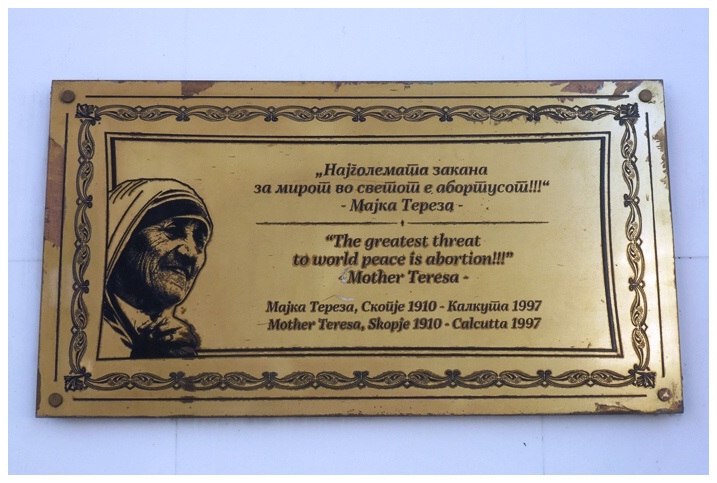 „Најголемата закана
за мирот во светот е абортусот!!!“
- Мајка Тереза -
“The greatest threat
to world peace is abortion!!!”
- Mother Teresa -
Мајка Тереза, Скопје 1910 - Калкута 1997
Mother Teresa, Skopje 1910 - Calcutta 1997